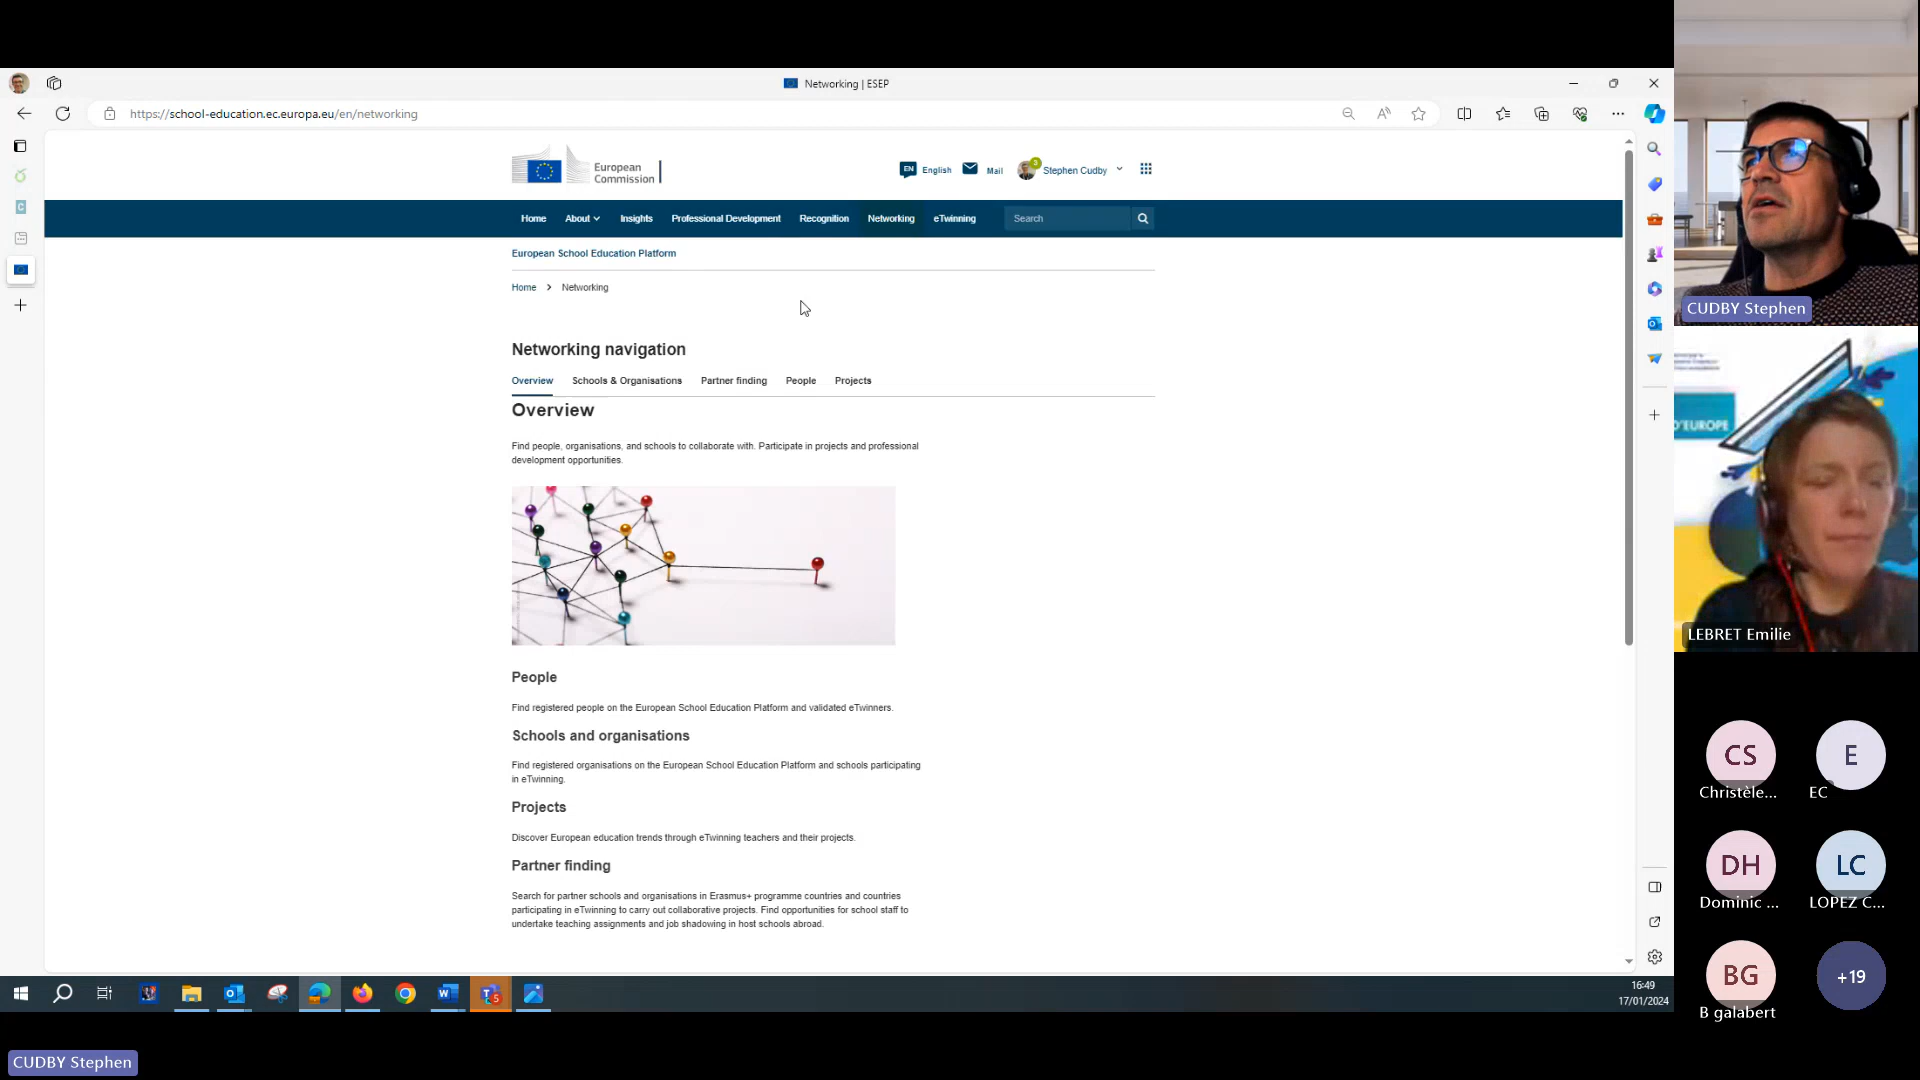 Networking | ESEP
https://school-education.ec.europa.eu/en/networking
European
Commission
EN English Mail 3 Stephen Cudby
Home About Insights Professional Development Recognition Networking eTwinning Search
European School Education Platform
Home > Networking
Networking navigation
Overview Schools & Organisations Partner finding People Projects
Overview
Find people, organisations, and schools to collaborate with. Participate in projects and professional
development opportunities.
People
Find registered people on the European School Education Platform and validated eTwinners.
Schools and organisations
Find registered organisations on the European School Education Platform and schools participating
in eTwinning.
Projects
Discover European education trends through eTwinning teachers and their projects.
Partner finding
Search for partner schools and organisations in Erasmus+ programme countries and countries
participating in eTwinning to carry out collaborative projects. Find opportunities for school staff to
undertake teaching assignments and job shadowing in host schools abroad.
16:49
17/01/2024
CUDBY Stephen
CUDBY Stephen
D'EUROPE
LEBRET Emilie
CS
Christèle...
E
EC
DH
Dominic ...
LC
LOPEZ C...
BG
B galabert
+19